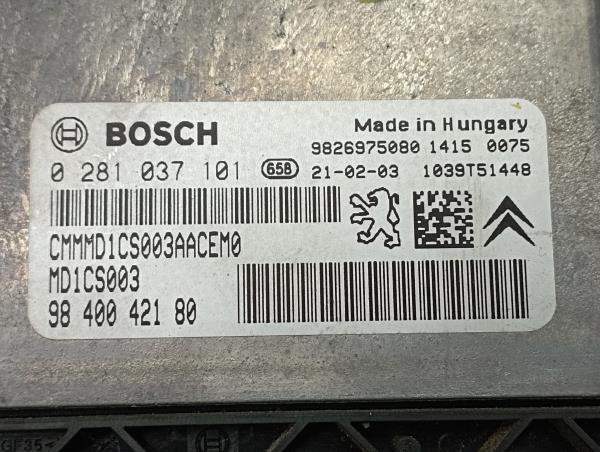 BOSCH
Made in Hungary
9826975080 1415 0075
0 281 037 101 658 21-02-03 1039T51448
CMMMD1CS003AACEM0
MD1CS003
98 400 421 80
GF35<